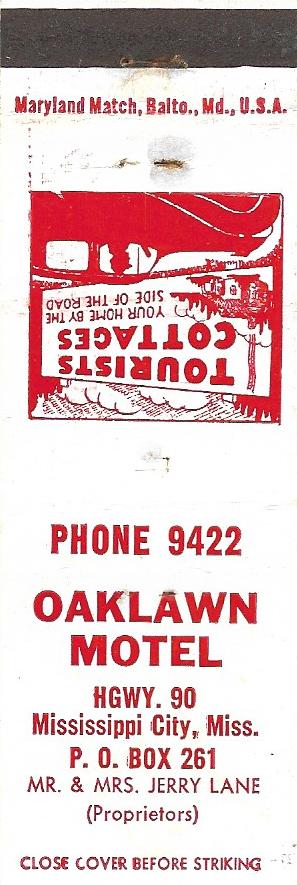 Maryland Match, Balto., Md., U.S.A.
TOURISTS
COTTAGES
YOUR HOME BY THE
SIDE OF THE ROAD
PHONE 9422
OAKLAWN
MOTEL
HGWY. 90
Mississippi City, Miss.
P. O. BOX 261
MR. & MRS. JERRY LANE
(Proprietors)
CLOSE COVER BEFORE STRIKING